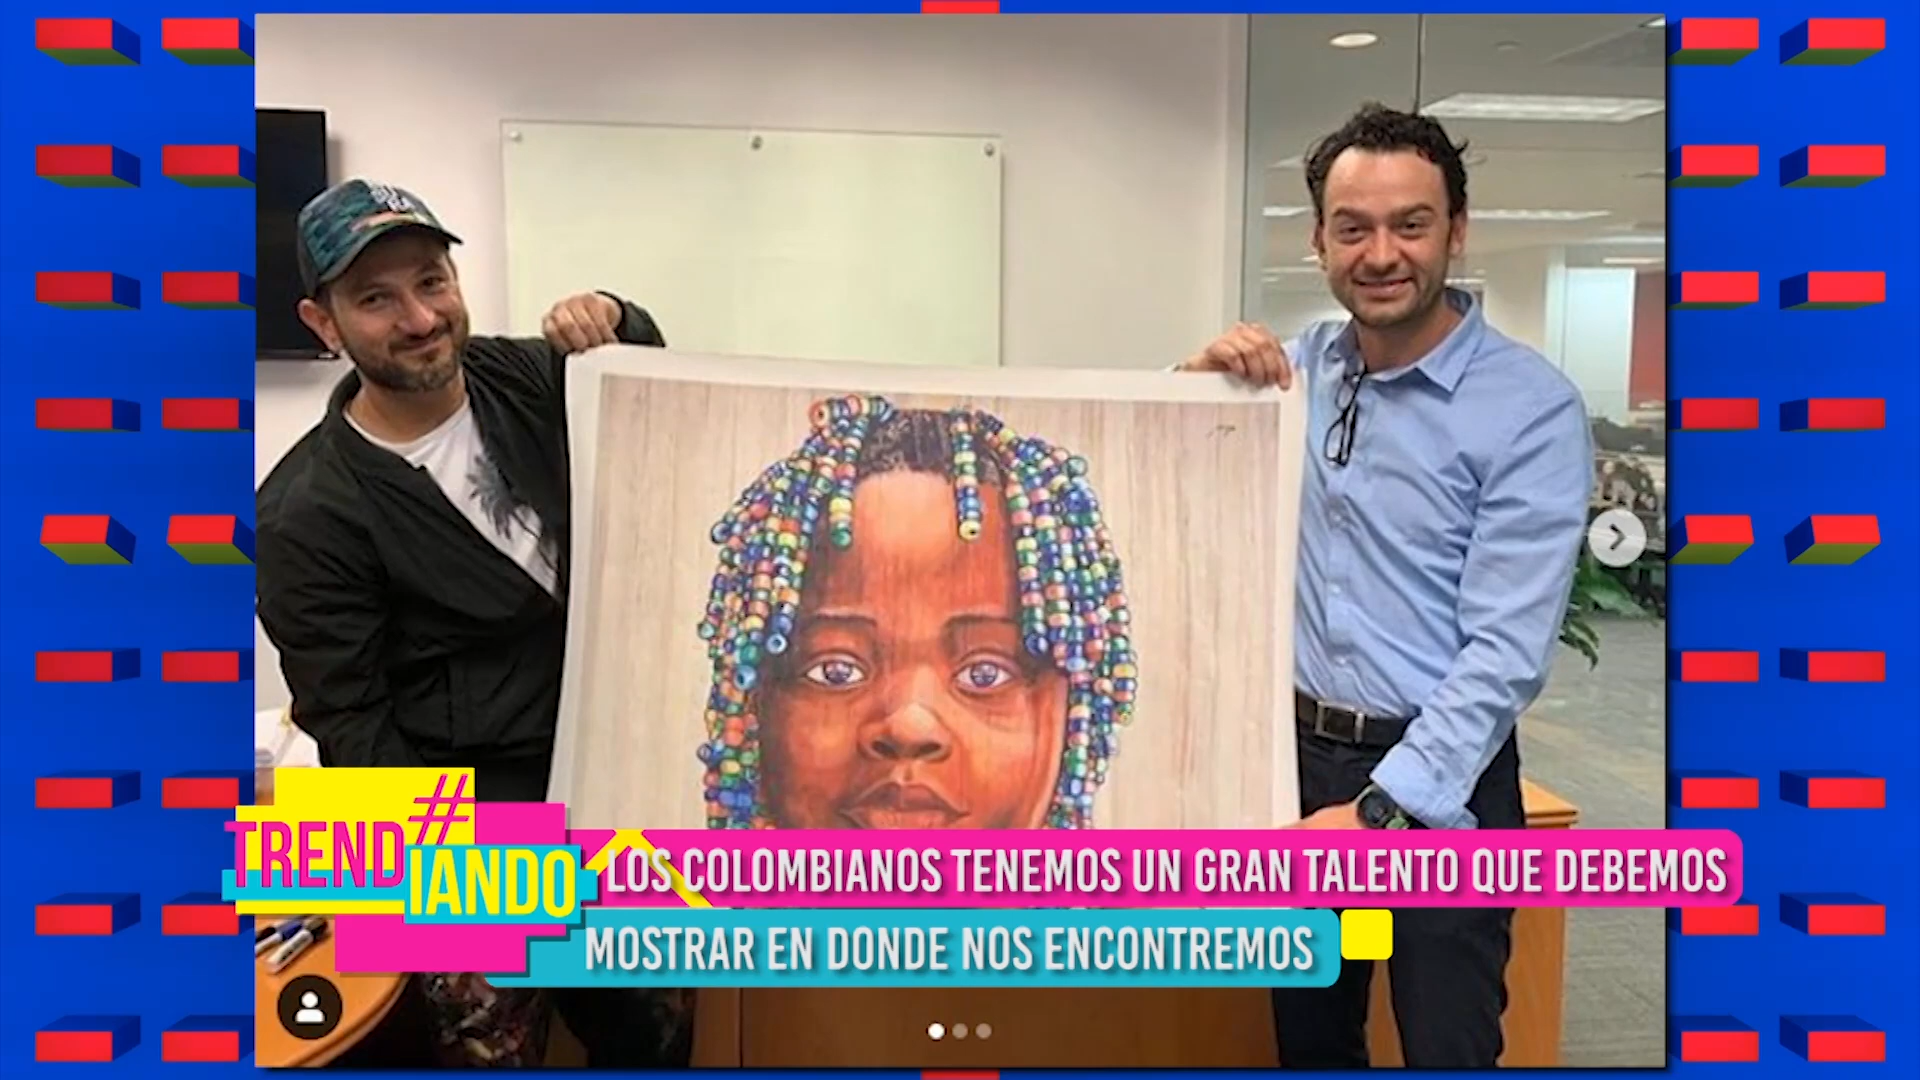 TREND#
IANDO
LOS COLOMBIANOS TENEMOS UN GRAN TALENTO QUE DEBEMOS
MOSTRAR EN DONDE NOS ENCONTREMOS